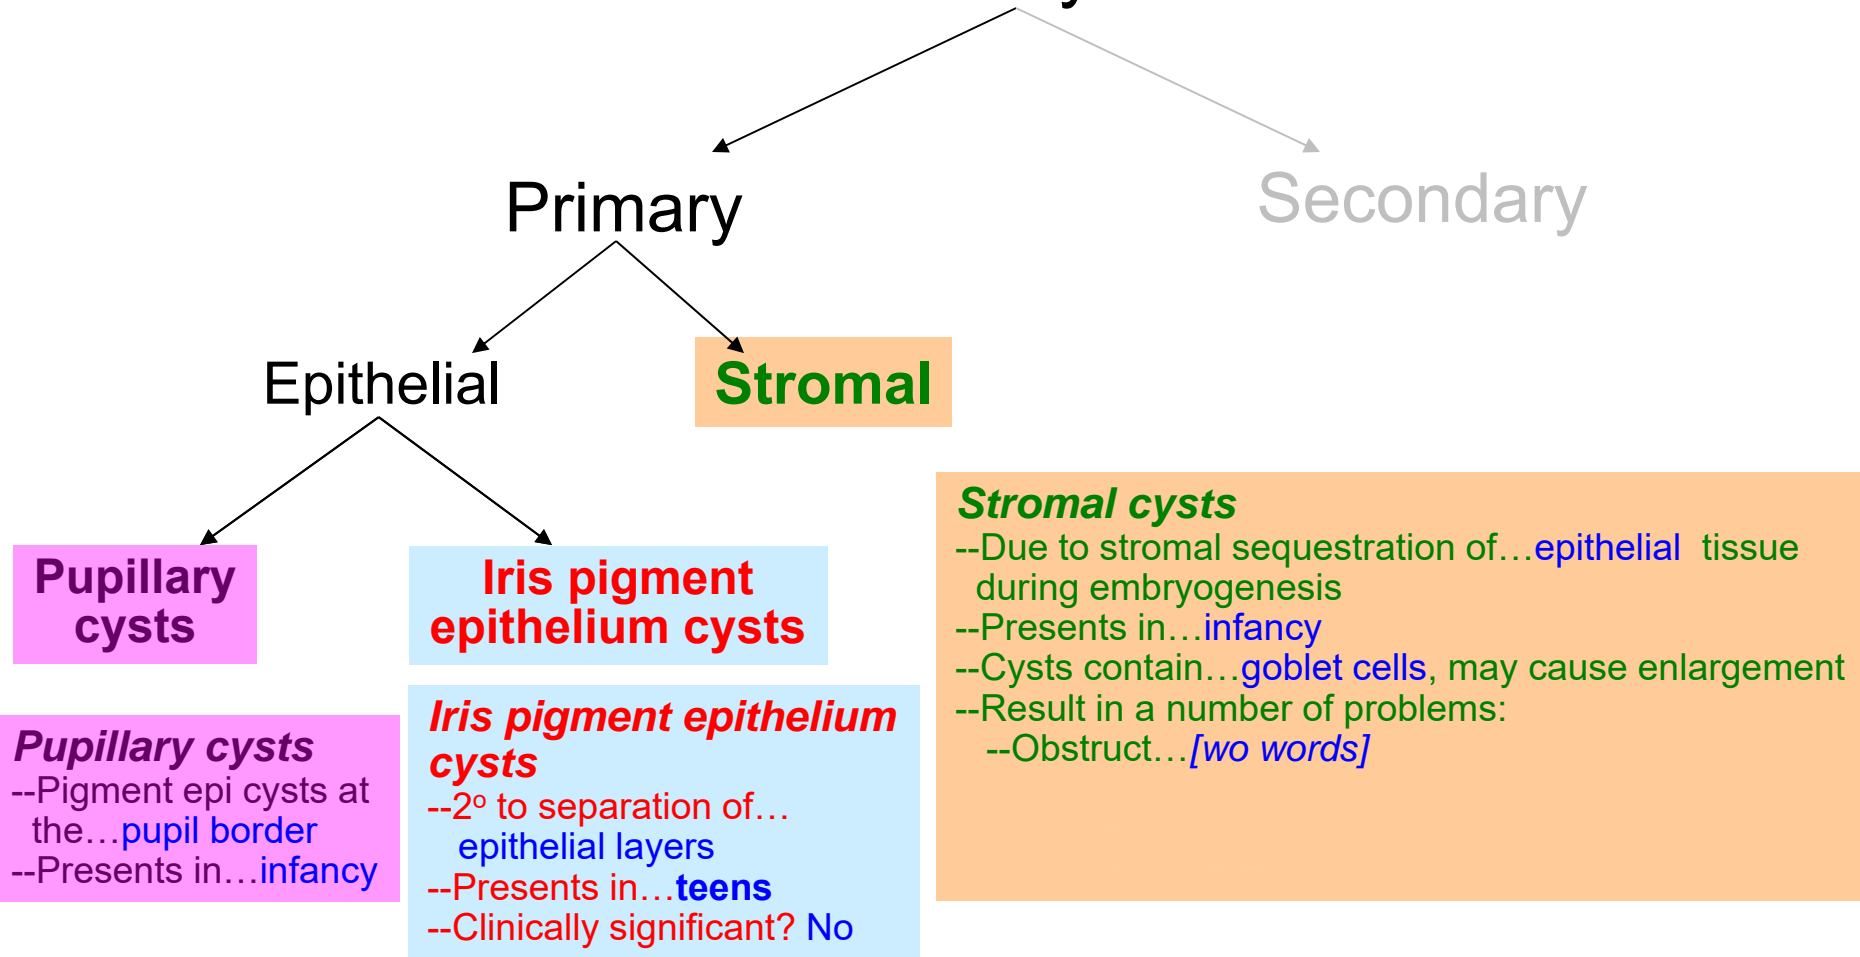 Primary
Secondary
Epithelial
Stromal
Pupillary
cysts
Iris pigment
epithelium cysts
Pupillary cysts
--Pigment epi cysts at
the…pupil border
--Presents in…infancy
Iris pigment epithelium
cysts
--2º to separation of…
epithelial layers
--Presents in…teens
--Clinically significant? No
Stromal cysts
--Due to stromal sequestration of…epithelial tissue
during embryogenesis
--Presents in…infancy
--Cysts contain…goblet cells, may cause enlargement
--Result in a number of problems:
--Obstruct…[wo words]